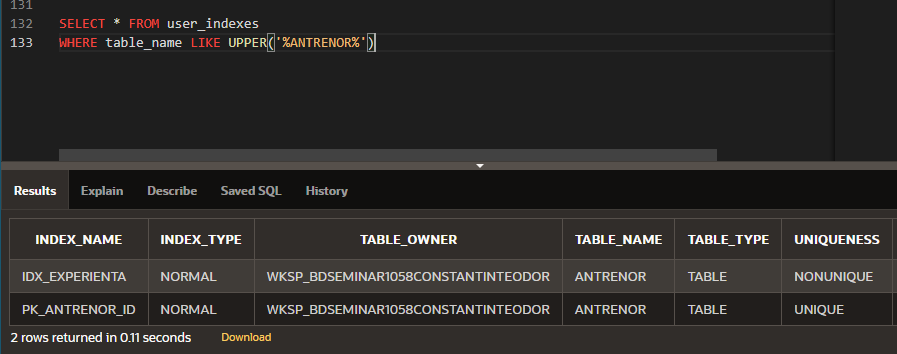 131
132 SELECT * FROM user_indexes
133 WHERE table_name LIKE UPPER('%ANTRENOR%')
Results Explain Describe Saved SQL History
INDEX_NAME INDEX_TYPE TABLE_OWNER TABLE_NAME TABLE_TYPE UNIQUENESS
IDX_EXPERIENTA NORMAL WKSP_BDSEMINAR1058CONSTANTINTEODOR ANTRENOR TABLE NONUNIQUE
PK_ANTRENOR_ID NORMAL WKSP_BDSEMINAR1058CONSTANTINTEODOR ANTRENOR TABLE UNIQUE
2 rows returned in 0.11 seconds Download